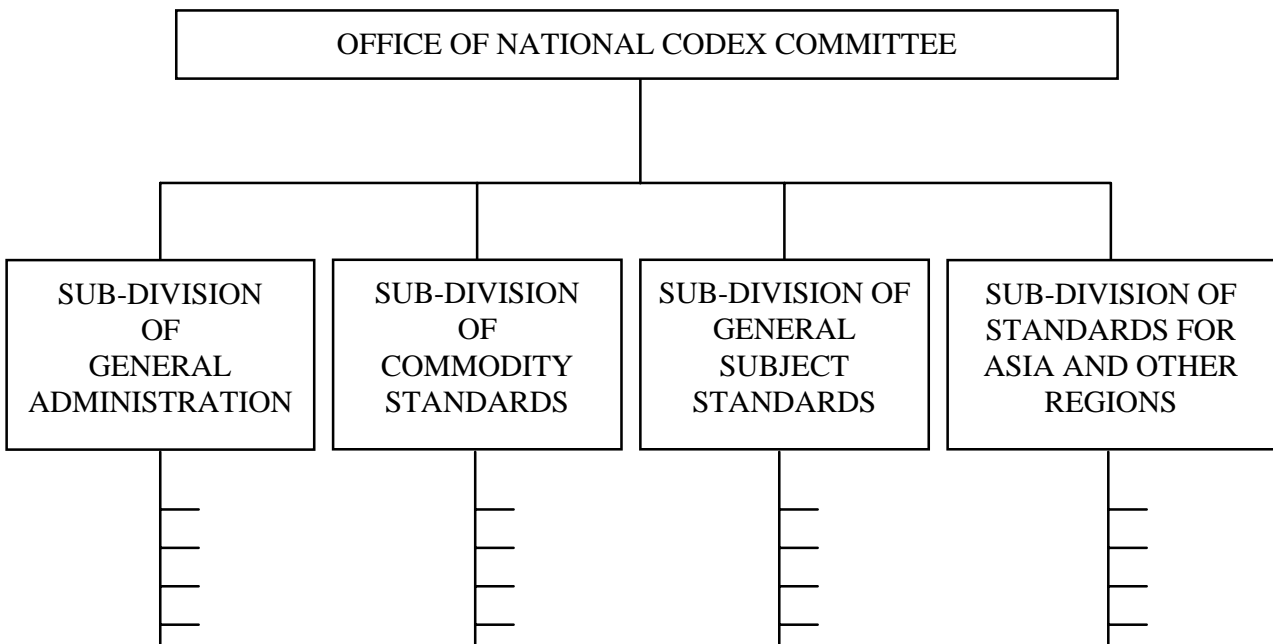 OFFICE OF NATIONAL CODEX COMMITTEE
SUB-DIVISION
OF
GENERAL
ADMINISTRATION
SUB-DIVISION
OF
COMMODITY
STANDARDS
SUB-DIVISION OF
GENERAL
SUBJECT
STANDARDS
SUB-DIVISION OF
STANDARDS FOR
ASIA AND OTHER
REGIONS